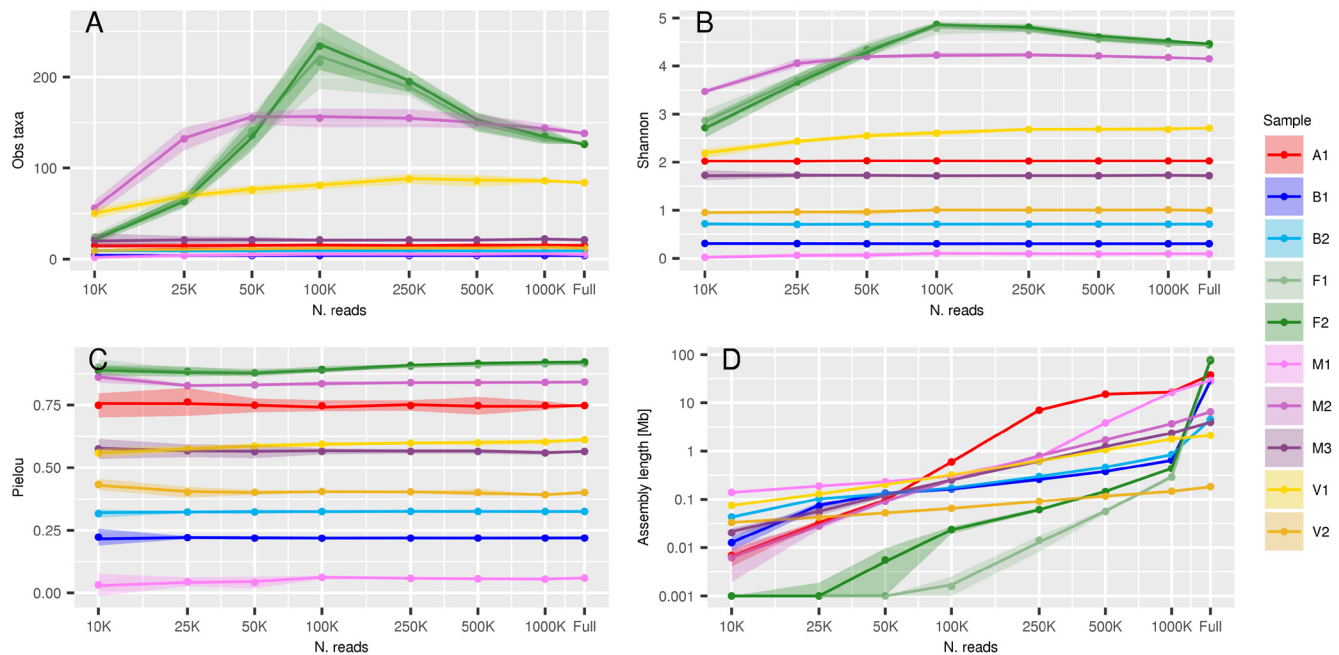 A
Obs taxa
200
100
0
10K 25K 50K 100K 250K 500K 1000K Full
N. reads
B
Shannon
5
4
3
2
1
0
10K 25K 50K 100K 250K 500K 1000K Full
N. reads
C
Pielou
0.75
0.50
0.25
0.00
10K 25K 50K 100K 250K 500K 1000K Full
N. reads
D
Assembly length [Mb]
100
10
1
0.1
0.01
0.001
10K 25K 50K 100K 250K 500K 1000K Full
N. reads
Sample
A1
B1
B2
F1
F2
M1
M2
M3
V1
V2